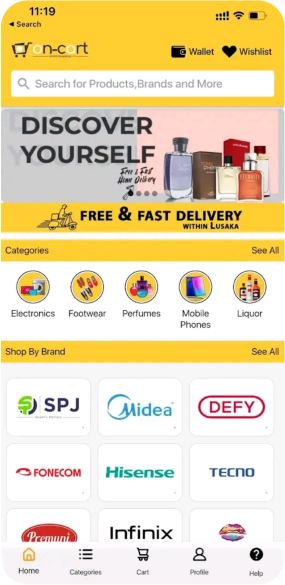 11:19
Search
on-cart
Wallet
Wishlist
Search for Products,Brands and More
DISCOVER
YOURSELF
Free & Fast
Home Delivery
FREE & FAST DELIVERY
WITHIN LUSAKA
Categories
See All
Electronics
Footwear
Perfumes
Mobile
Phones
Liquor
Shop By Brand
See All
SPJ
Midea
DEFY
FONECOM
Hisense
TECNO
Premuni
Infinix
Home
Categories
Cart
Profile
Help